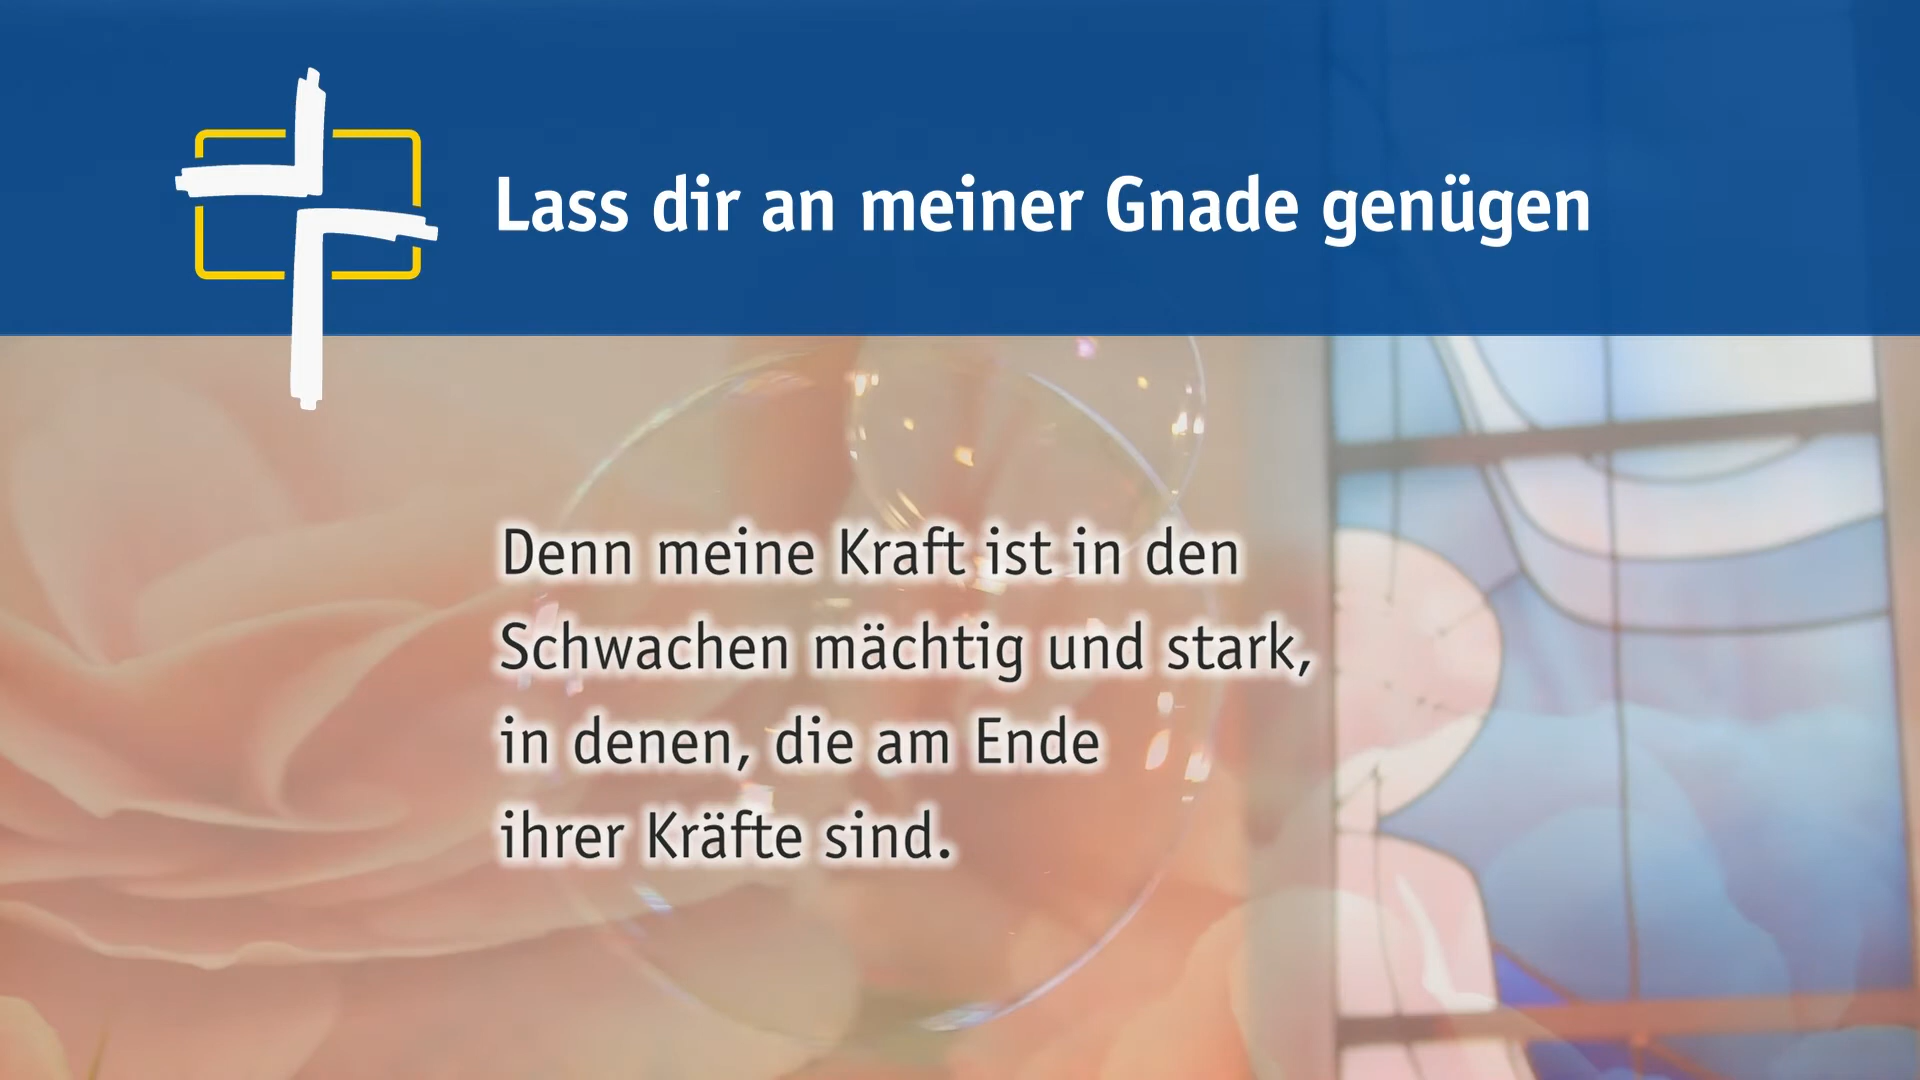 Lass dir an meiner Gnade genügen
Denn meine Kraft ist in den
Schwachen mächtig und stark,
in denen, die am Ende
ihrer Kräfte sind.